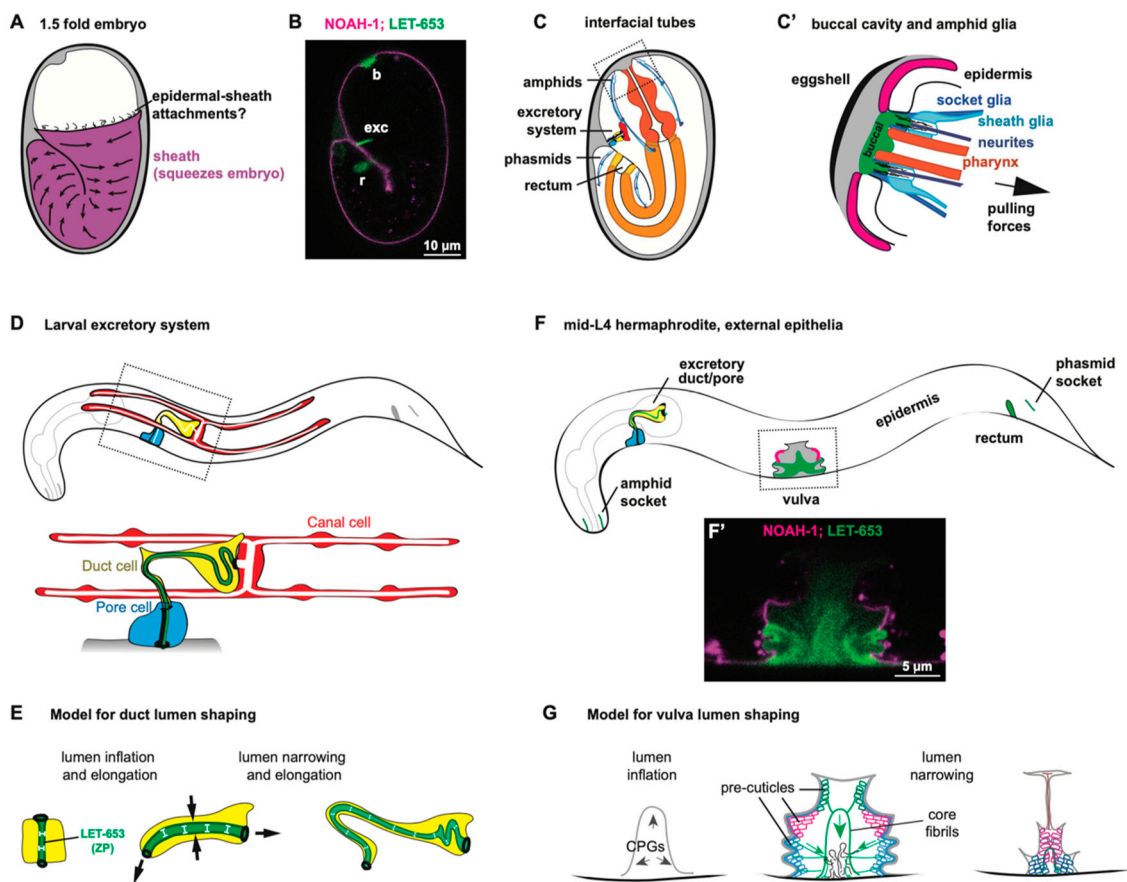 A 1.5 fold embryo
epidermal-sheath
attachments?
sheath
(squeezes embryo)
B NOAH-1; LET-653
b
exc
r
10 µm
C interfacial tubes
amphids
excretory
system
phasmids
rectum
C’ buccal cavity and amphid glia
eggshell
epidermis
socket glia
sheath glia
neurites
pharynx
buccal
pulling
forces
D Larval excretory system
Canal cell
Duct cell
Pore cell
F mid-L4 hermaphrodite, external epithelia
excretory
duct/pore
phasmid
socket
epidermis
rectum
amphid
socket
vulva
F’ NOAH-1; LET-653
5 µm
E Model for duct lumen shaping
lumen inflation
and elongation
lumen narrowing
and elongation
LET-653
(ZP)
G Model for vulva lumen shaping
lumen
inflation
lumen
narrowing
pre-cuticles
core
fibrils
CPGs